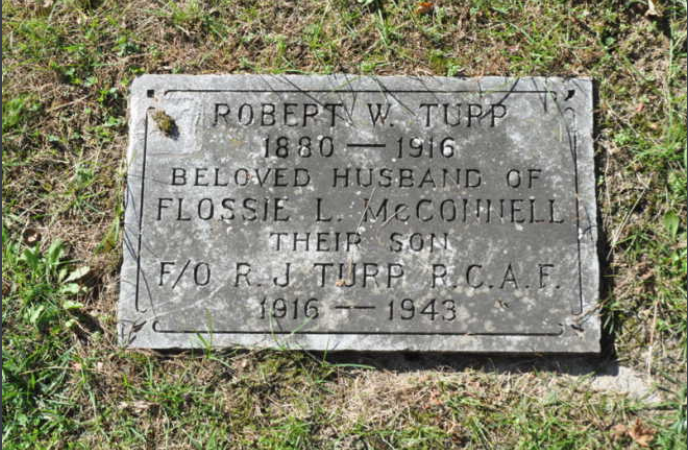 ROBERT W. TURP
1880 — 1916
BELOVED HUSBAND OF
FLOSSIE L. McCONNELL
THEIR SON
F/O R.J TURP R.C.A.F.
1916 — 1943